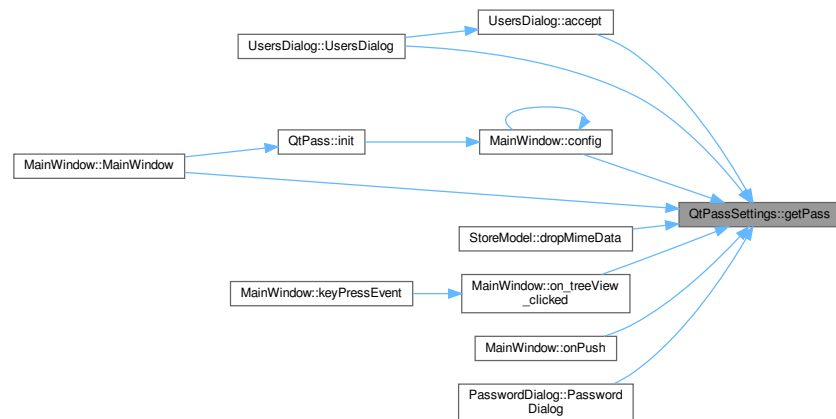 UsersDialog::accept
UsersDialog::UsersDialog
QtPass::init
MainWindow::config
MainWindow::MainWindow
QtPassSettings::getPass
StoreModel::dropMimeData
MainWindow::keyPressEvent
MainWindow::on_treeView
_clicked
MainWindow::onPush
PasswordDialog::Password
Dialog